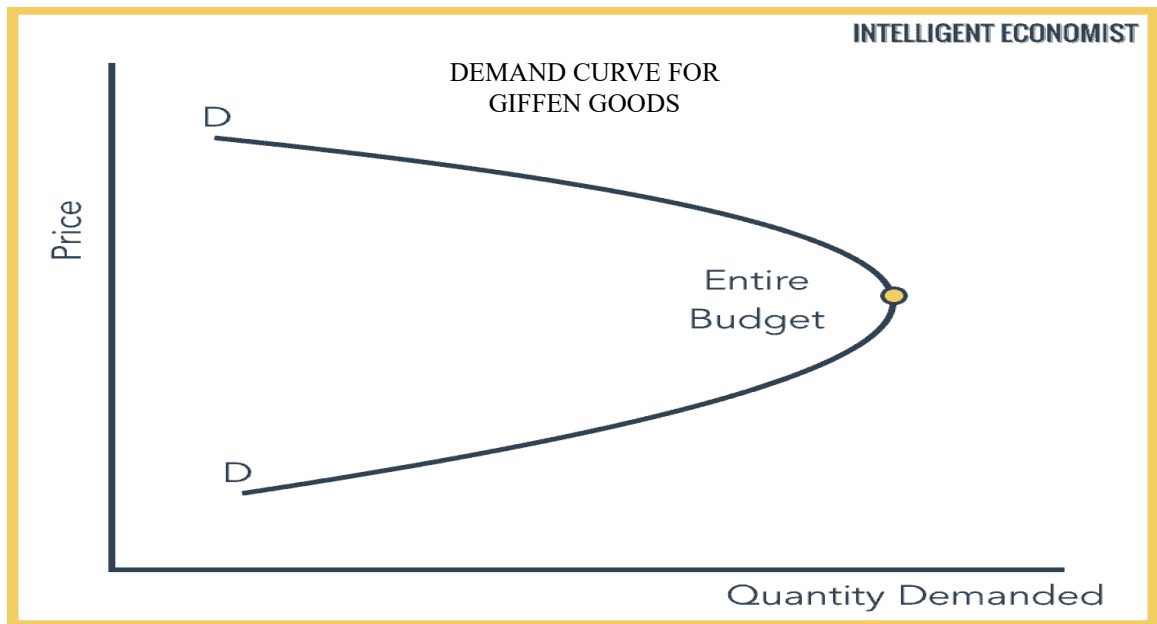 INTELLIGENT ECONOMIST
DEMAND CURVE FOR
GIFFEN GOODS
D
Price
Entire
Budget
D
Quantity Demanded